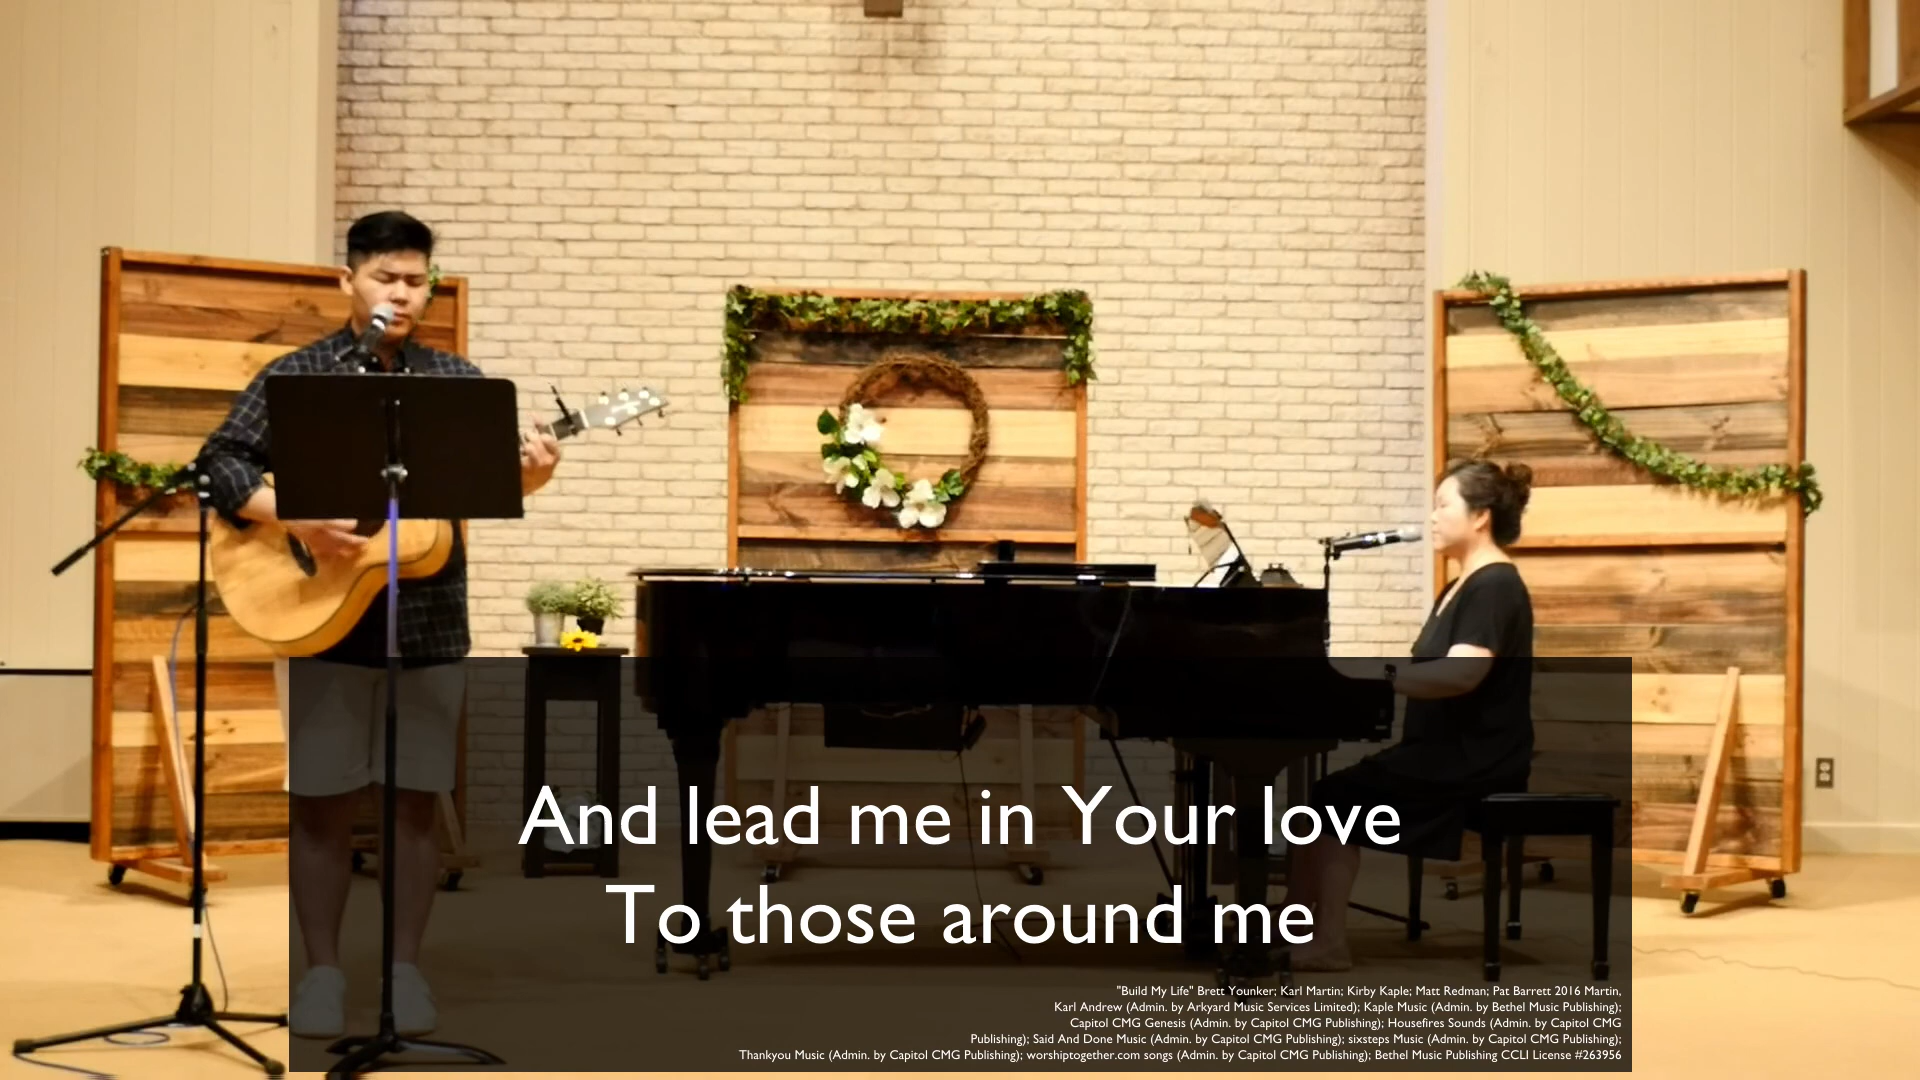 And lead me in Your love
To those around me
"Build My Life" Brett Younker; Karl Martin; Kirby Kaple; Matt Redman; Pat Barrett 2016 Martin,
Karl Andrew (Admin. by Arkyard Music Services Limited); Kaple Music (Admin. by Bethel Music Publishing);
Capitol CMG Genesis (Admin. by Capitol CMG Publishing); Housefires Sounds (Admin. by Capitol CMG
Publishing); Said And Done Music (Admin. by Capitol CMG Publishing); sixsteps Music (Admin. by Capitol CMG Publishing);
Thankyou Music (Admin. by Capitol CMG Publishing); worshiptogether.com songs (Admin. by Capitol CMG Publishing); Bethel Music Publishing CCLI License #263956